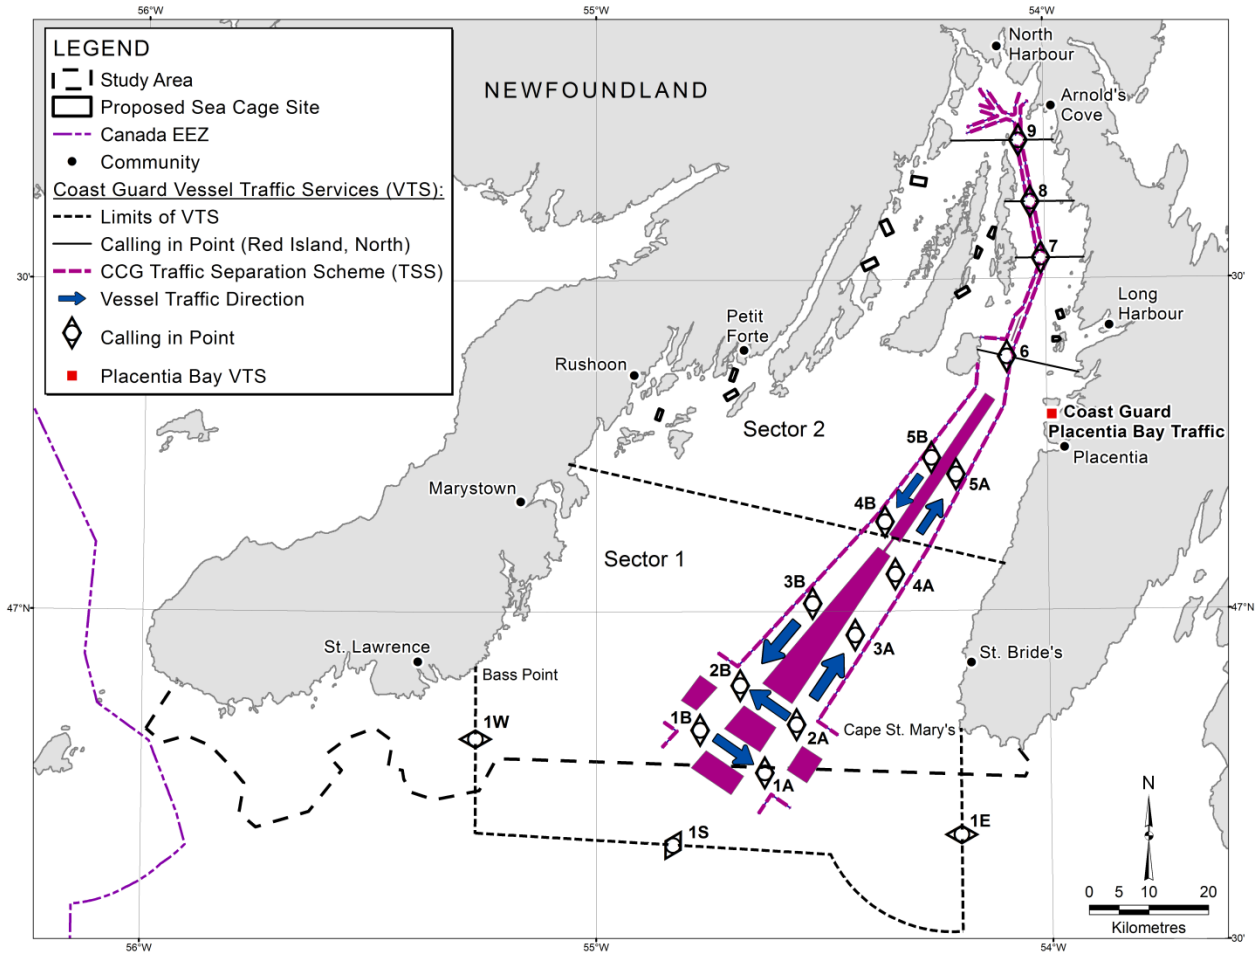 56°W
55°W
54°W
LEGEND
Study Area
Proposed Sea Cage Site
Canada EEZ
Community
Coast Guard Vessel Traffic Services (VTS):
Limits of VTS
Calling in Point (Red Island, North)
CCG Traffic Separation Scheme (TSS)
Vessel Traffic Direction
Calling in Point
Placentia Bay VTS
NEWFOUNDLAND
North
Harbour
Arnold's
Cove
9
8
7
30'
30'
Long
Harbour
Petit
Forte
6
Rushoon
Coast Guard
Placentia Bay Traffic
Sector 2
5B
Placentia
5A
Marystown
4B
Sector 1
4A
3B
47°N
47°N
3A
St. Lawrence
St. Bride's
Bass Point
2B
1B
1W
2A
Cape St. Mary's
1A
N
1S
1E
0 5 10 20
Kilometres
30'
56°W
55°W
54°W